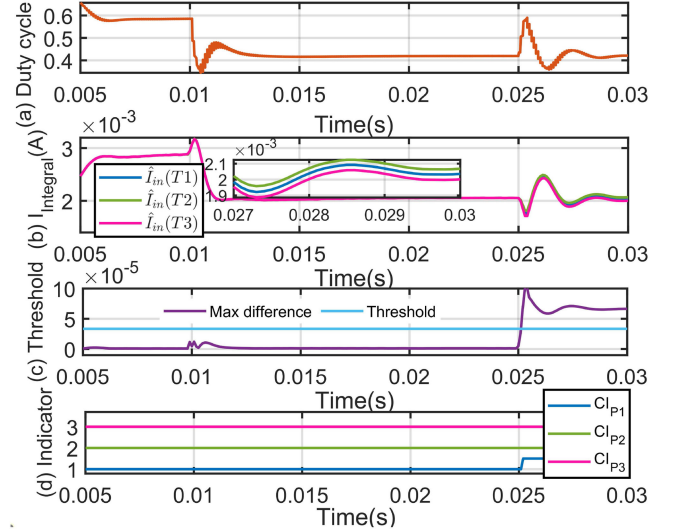 (a) Duty cycle
0.6
0.5
0.4
0.005 0.01 0.015 0.02 0.025 0.03
Time(s)
(b) I_Integral(A)
×10^-3
3
2
Î_in(T1)
Î_in(T2)
Î_in(T3)
×10^-3
2.1
2
1.9
0.027 0.028 0.029 0.03
0.005 0.01 0.015 0.02 0.025 0.03
Time(s)
(c) Threshold
×10^-5
10
5
0
Max difference Threshold
0.005 0.01 0.015 0.02 0.025 0.03
Time(s)
(d) Indicator
3
2
1
CI_P1
CI_P2
CI_P3
0.005 0.01 0.015 0.02 0.025 0.03
Time(s)